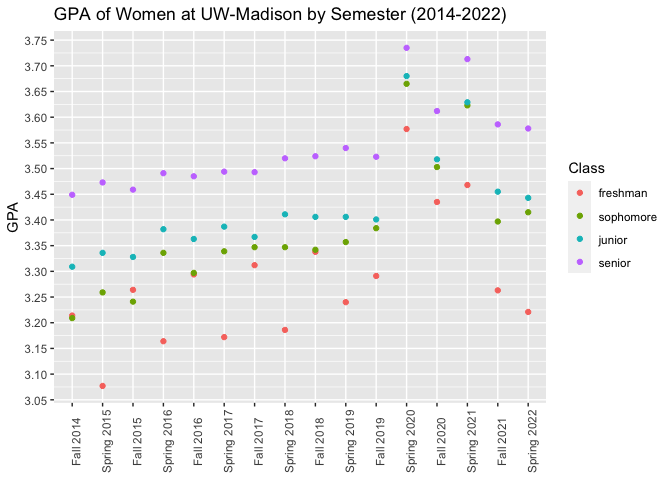 GPA of Women at UW-Madison by Semester (2014-2022)
3.75
3.70
3.65
3.60
3.55
3.50
3.45
3.40
3.35
3.30
3.25
3.20
3.15
3.10
3.05
GPA
Fall 2014
Spring 2015
Fall 2015
Spring 2016
Fall 2016
Spring 2017
Fall 2017
Spring 2018
Fall 2018
Spring 2019
Fall 2019
Spring 2020
Fall 2020
Spring 2021
Fall 2021
Spring 2022
Class
freshman
sophomore
junior
senior